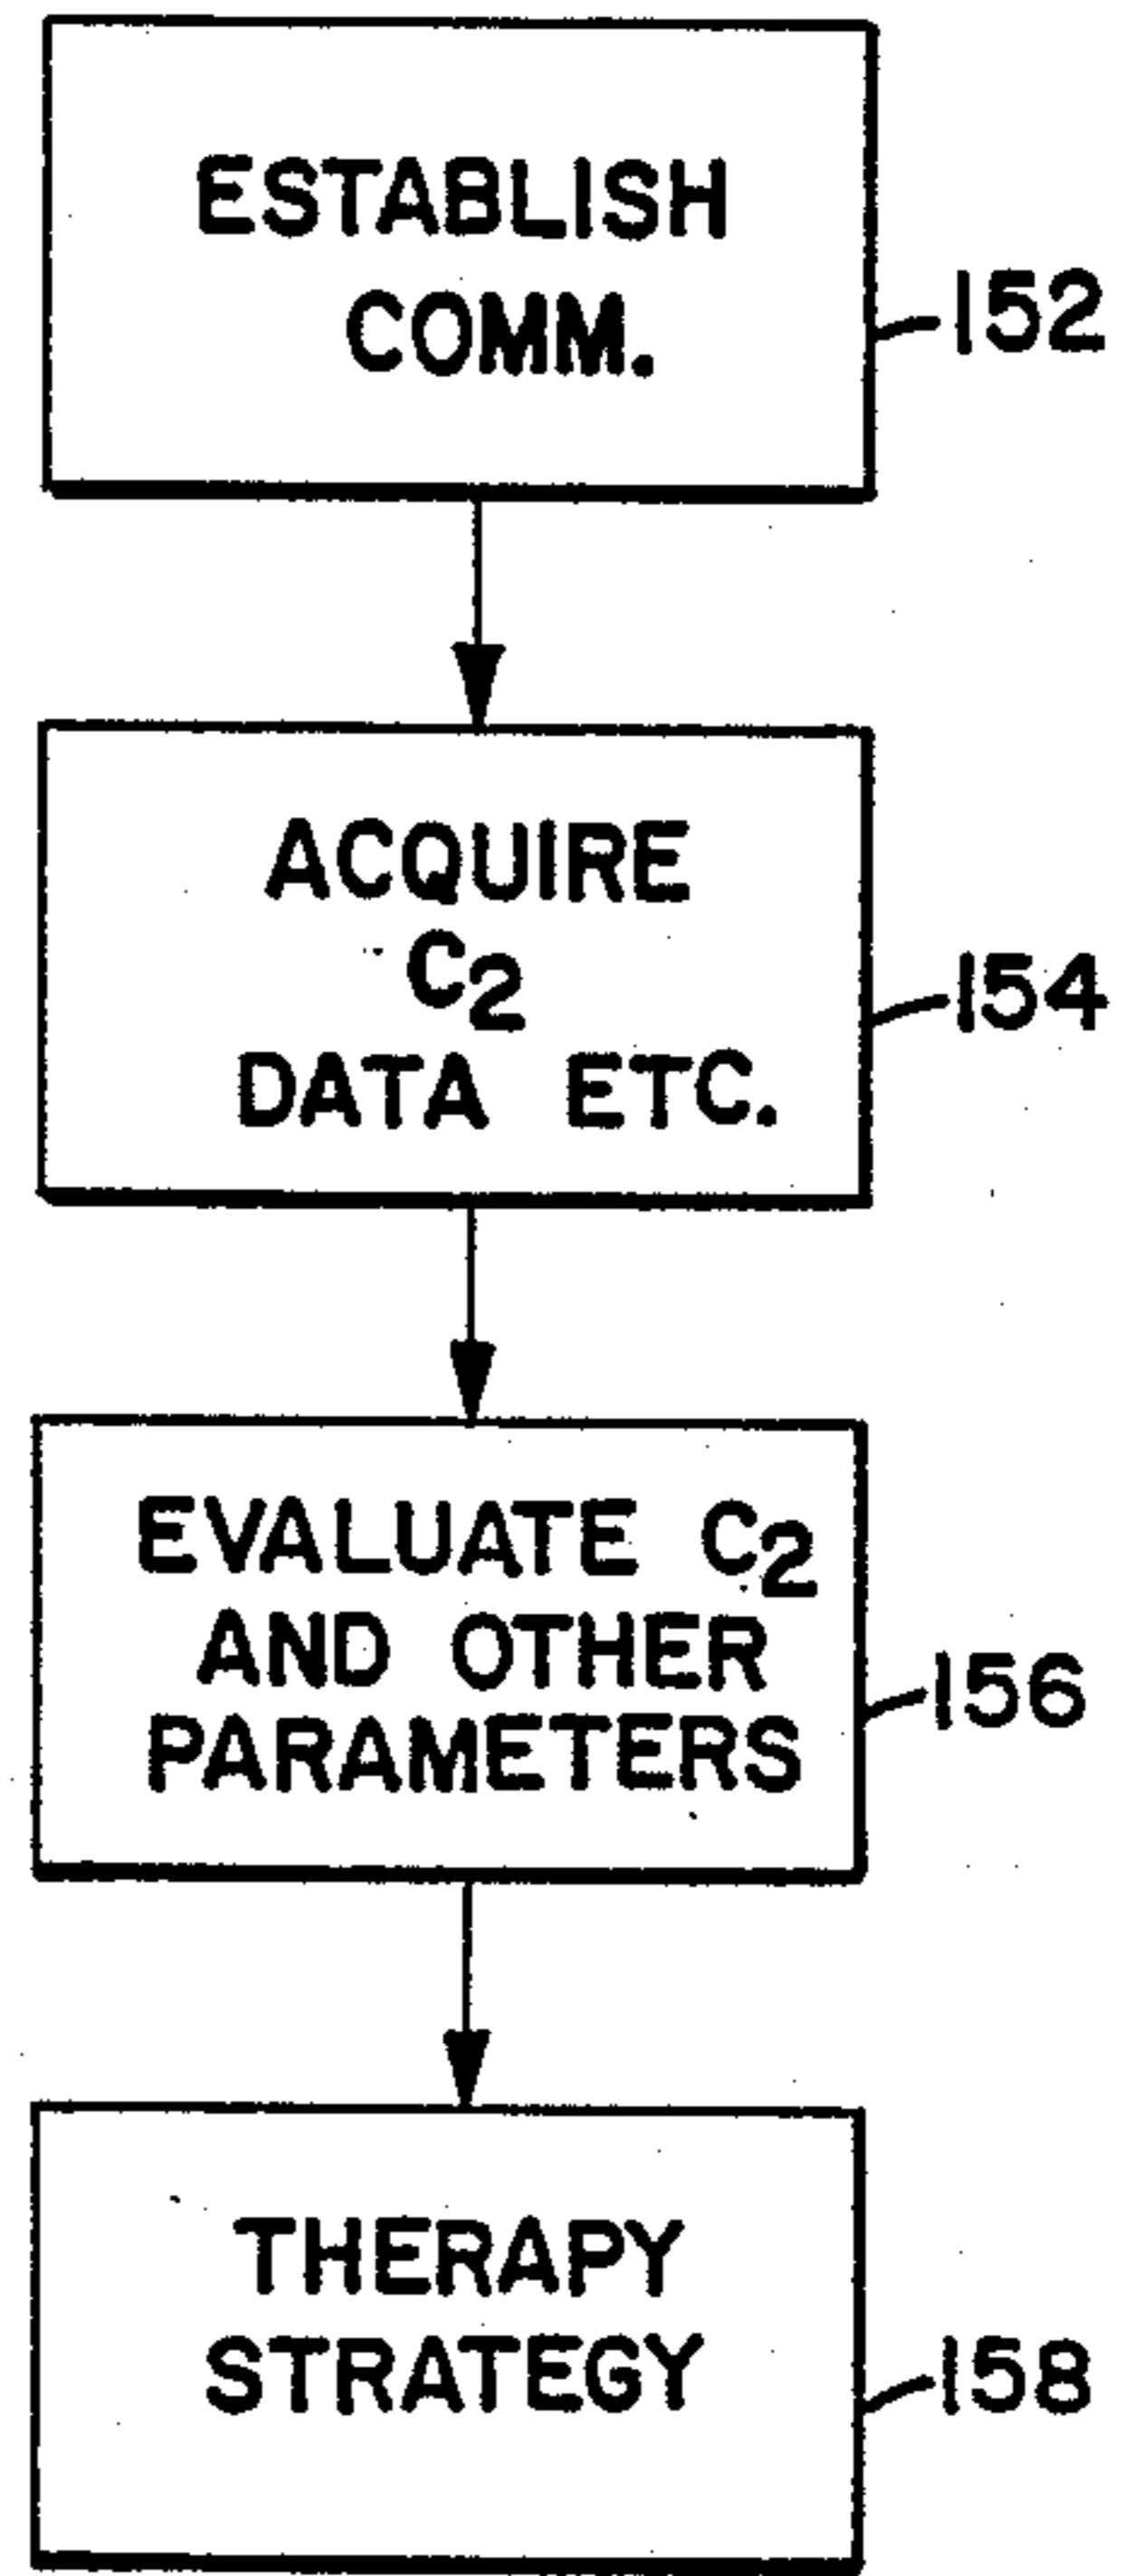 ESTABLISH
COMM.
152
ACQUIRE
C₂
DATA ETC.
154
EVALUATE C₂
AND OTHER
PARAMETERS
156
THERAPY
STRATEGY
158